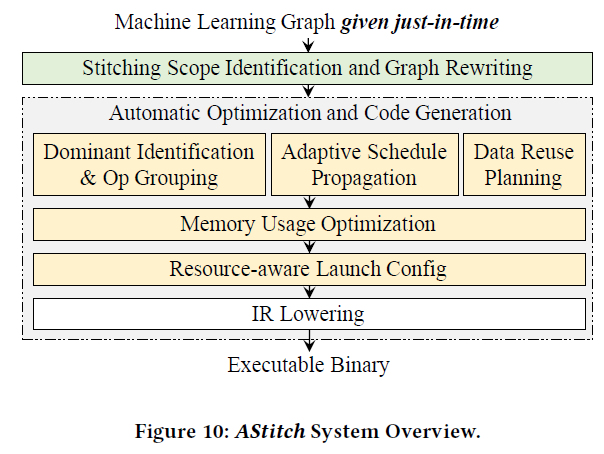 Machine Learning Graph given just-in-time
Stitching Scope Identification and Graph Rewriting
Automatic Optimization and Code Generation
Dominant Identification
& Op Grouping
Adaptive Schedule
Propagation
Data Reuse
Planning
Memory Usage Optimization
Resource-aware Launch Config
IR Lowering
Executable Binary
Figure 10: AStitch System Overview.